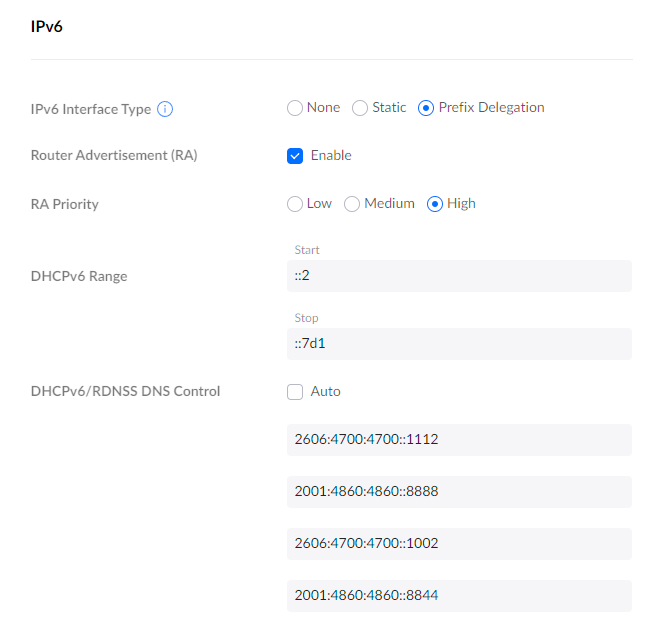 IPv6
IPv6 Interface Type
None Static Prefix Delegation
Router Advertisement (RA)
Enable
RA Priority
Low Medium High
Start
DHCPv6 Range
::2
Stop
::7d1
DHCPv6/RDNSS DNS Control
Auto
2606:4700:4700::1112
2001:4860:4860::8888
2606:4700:4700::1002
2001:4860:4860::8844